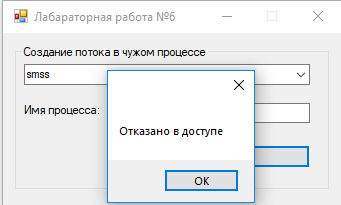 Лабараторная работа №6
Создание потока в чужом процессе
smss
Имя процесса:
Отказано в доступе
OK